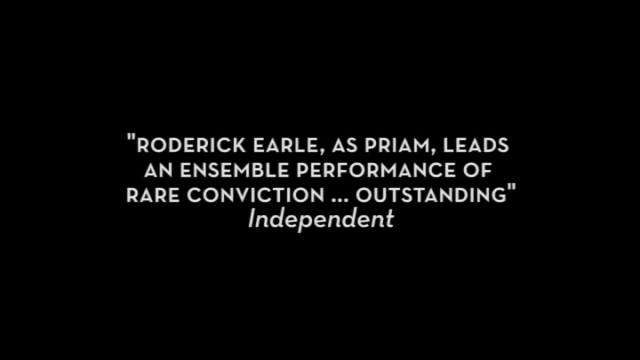 "RODERICK EARLE, AS PRIAM, LEADS
AN ENSEMBLE PERFORMANCE OF
RARE CONVICTION ... OUTSTANDING"
Independent